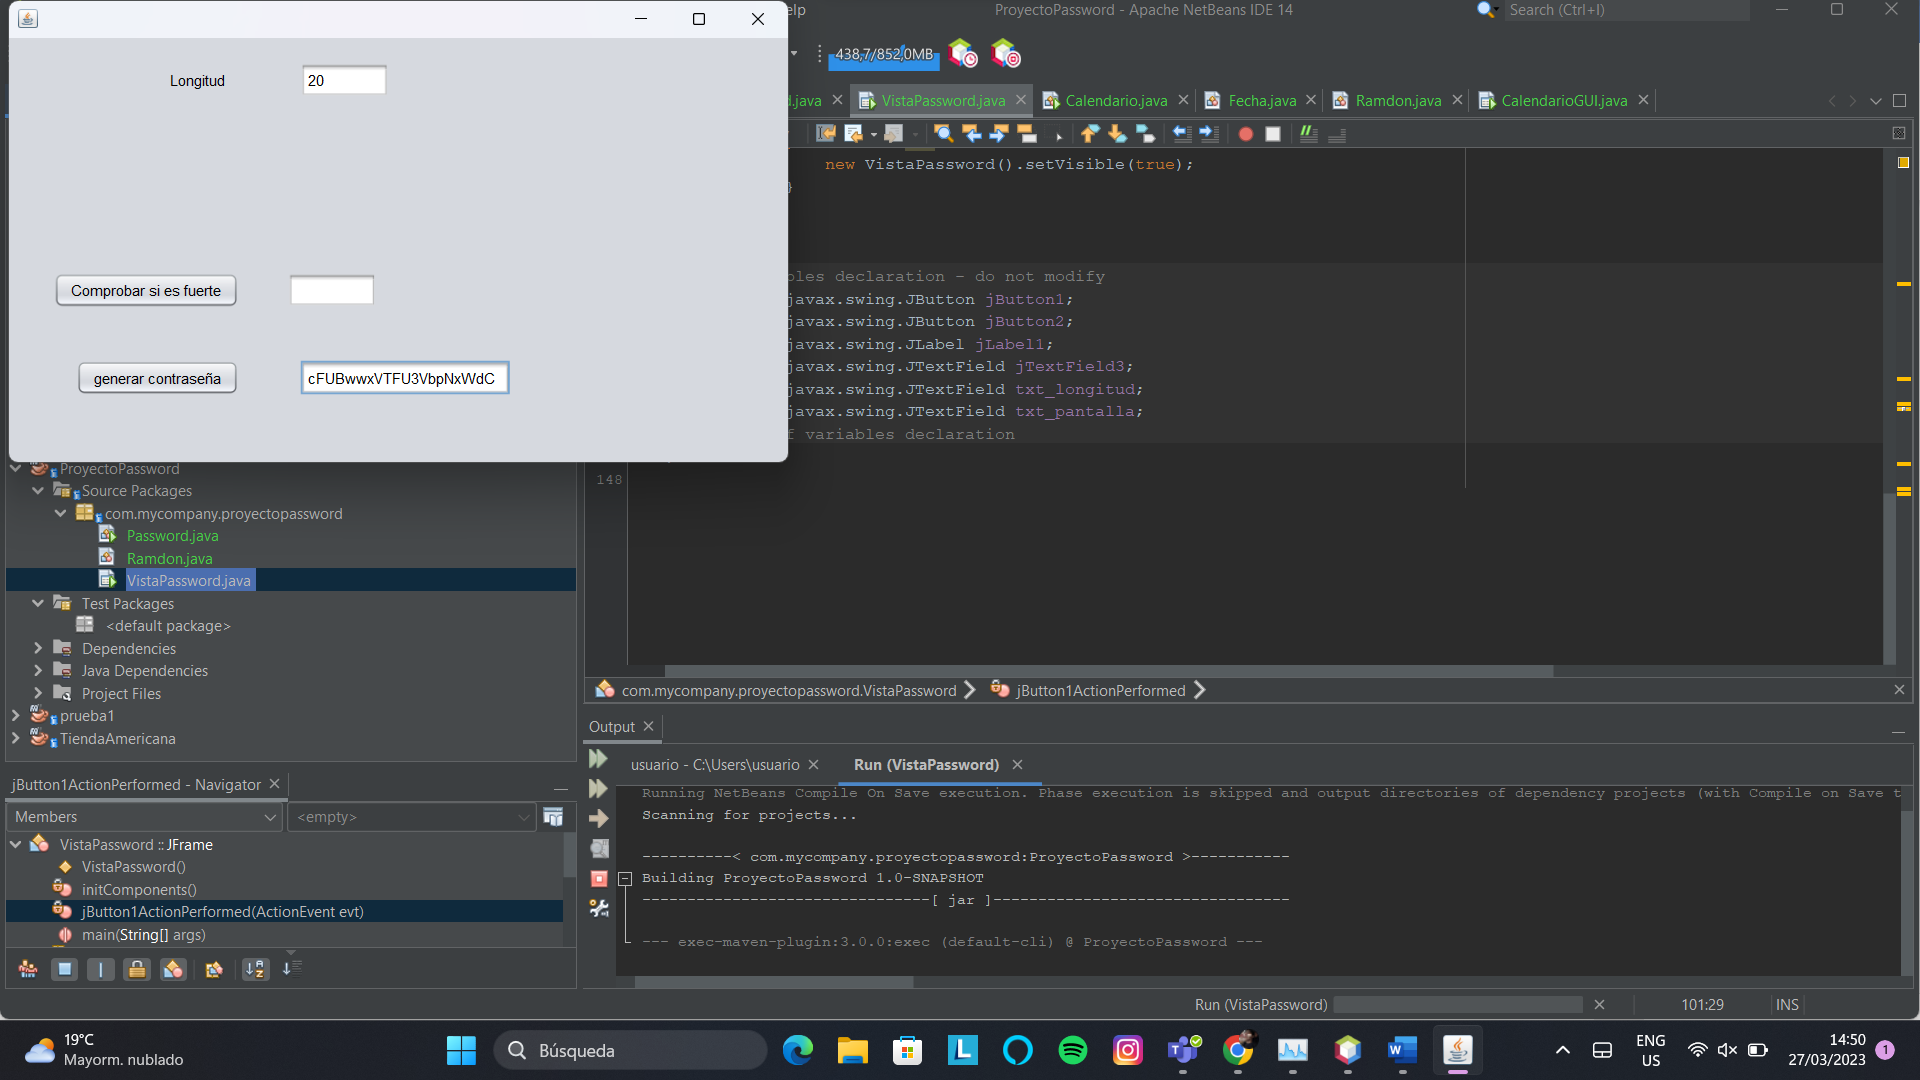 Longitud
20
Comprobar si es fuerte
generar contraseña
cFUBwwxVTFU3VbpNxWdC
elp
ProyectoPassword - Apache NetBeans IDE 14
Search (Ctrl+I)
438,7/852,0MB
d.java
VistaPassword.java
Calendario.java
Fecha.java
Ramdon.java
CalendarioGUI.java
new VistaPassword().setVisible(true);
}
bles declaration - do not modify
javax.swing.JButton jButton1;
javax.swing.JButton jButton2;
javax.swing.JLabel jLabel1;
javax.swing.JTextField jTextField3;
javax.swing.JTextField txt_longitud;
javax.swing.JTextField txt_pantalla;
f variables declaration
148
ProyectoPassword
Source Packages
com.mycompany.proyectopassword
Password.java
Ramdon.java
VistaPassword.java
Test Packages
<default package>
Dependencies
Java Dependencies
Project Files
prueba1
TiendaAmericana
com.mycompany.proyectopassword.VistaPassword
jButton1ActionPerformed
Output
usuario - C:\Users\usuario
Run (VistaPassword)
Running NetBeans Compile On Save execution. Phase execution is skipped and output directories of dependency projects (with Compile on Save t
Scanning for projects...
----------< com.mycompany.proyectopassword:ProyectoPassword >-----------
Building ProyectoPassword 1.0-SNAPSHOT
--------------------------------[ jar ]---------------------------------
--- exec-maven-plugin:3.0.0:exec (default-cli) @ ProyectoPassword ---
jButton1ActionPerformed - Navigator
Members
<empty>
VistaPassword :: JFrame
VistaPassword()
initComponents()
jButton1ActionPerformed(ActionEvent evt)
main(String[] args)
Run (VistaPassword)
101:29
INS
19°C
Mayorm. nublado
Búsqueda
ENG
US
14:50
27/03/2023
1